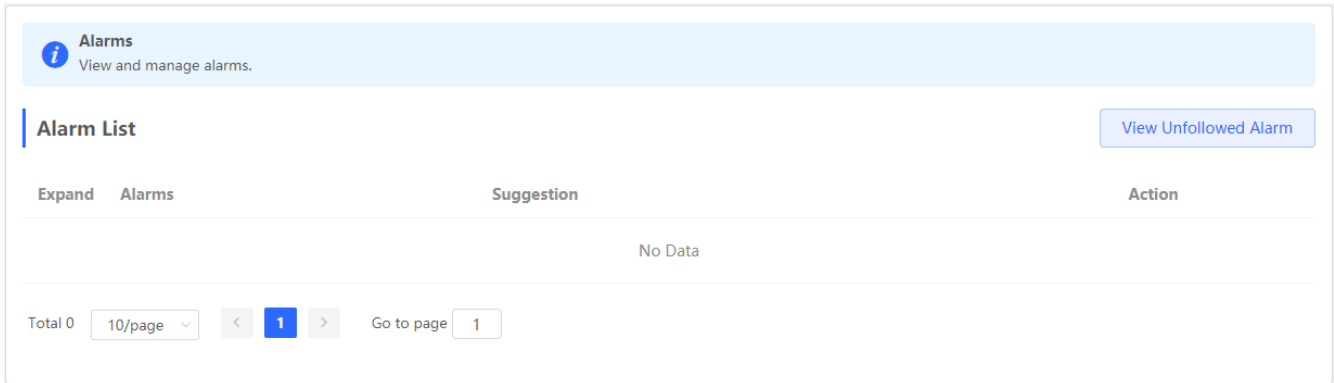 Alarms
View and manage alarms.
Alarm List
View Unfollowed Alarm
Expand Alarms Suggestion Action
No Data
Total 0 10/page < 1 > Go to page 1